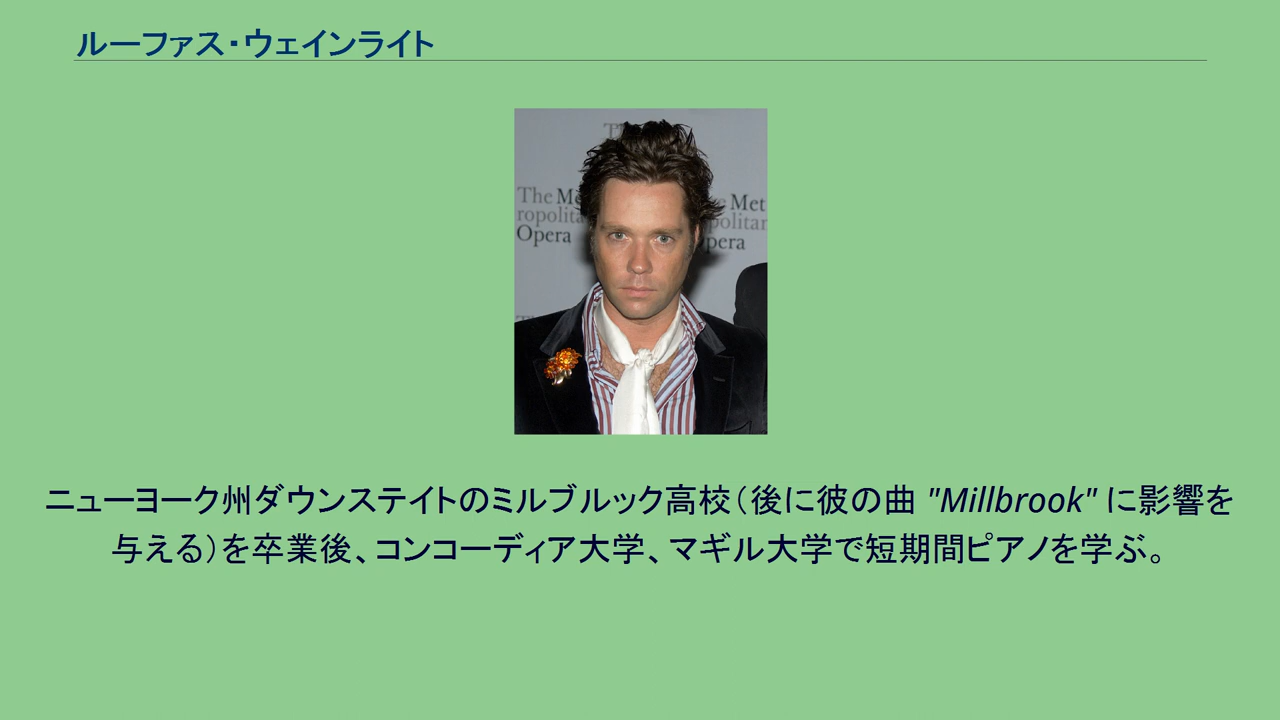 ルーファス・ウェインライト
The Met
ropolitan
Opera
The Met
ropolitar
Opera
ニューヨーク州ダウンステイトのミルブルック高校（後に彼の曲 "Millbrook" に影響を
与える）を卒業後、コンコーディア大学、マギル大学で短期間ピアノを学ぶ。